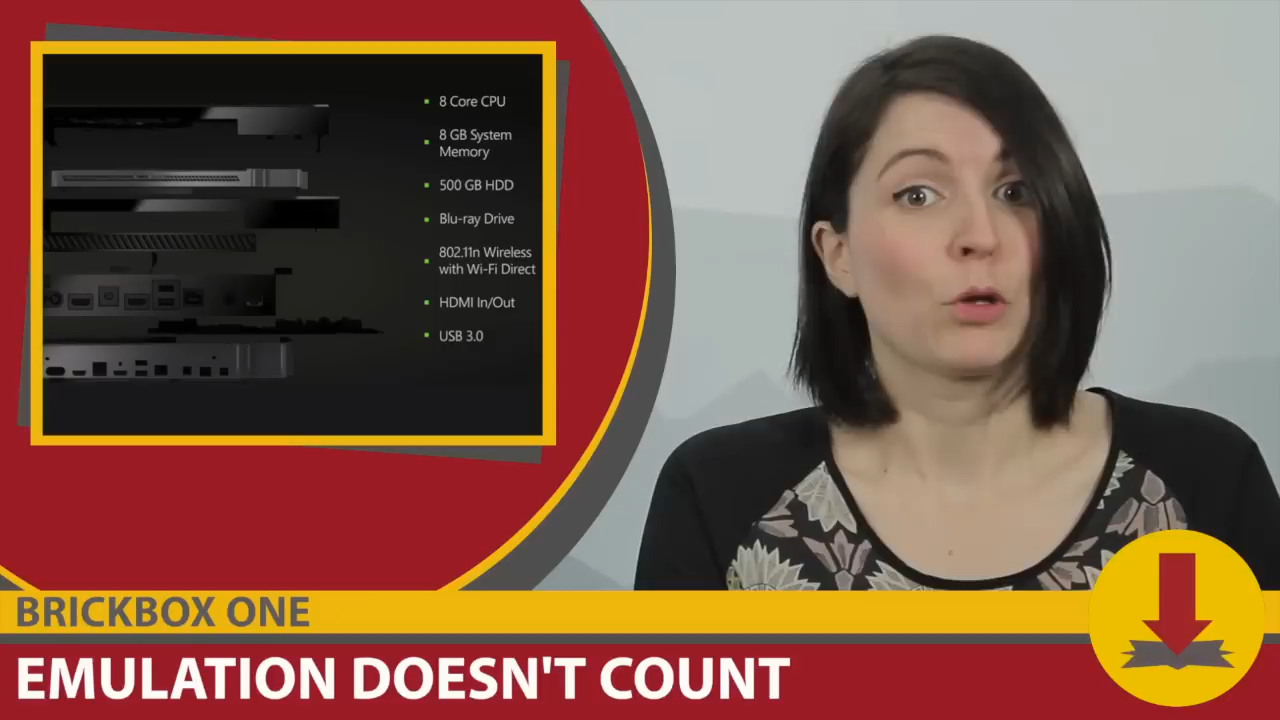 8 Core CPU
8 GB System
Memory
500 GB HDD
Blu-ray Drive
802.11n Wireless
with Wi-Fi Direct
HDMI In/Out
USB 3.0
BRICKBOX ONE
EMULATION DOESN'T COUNT